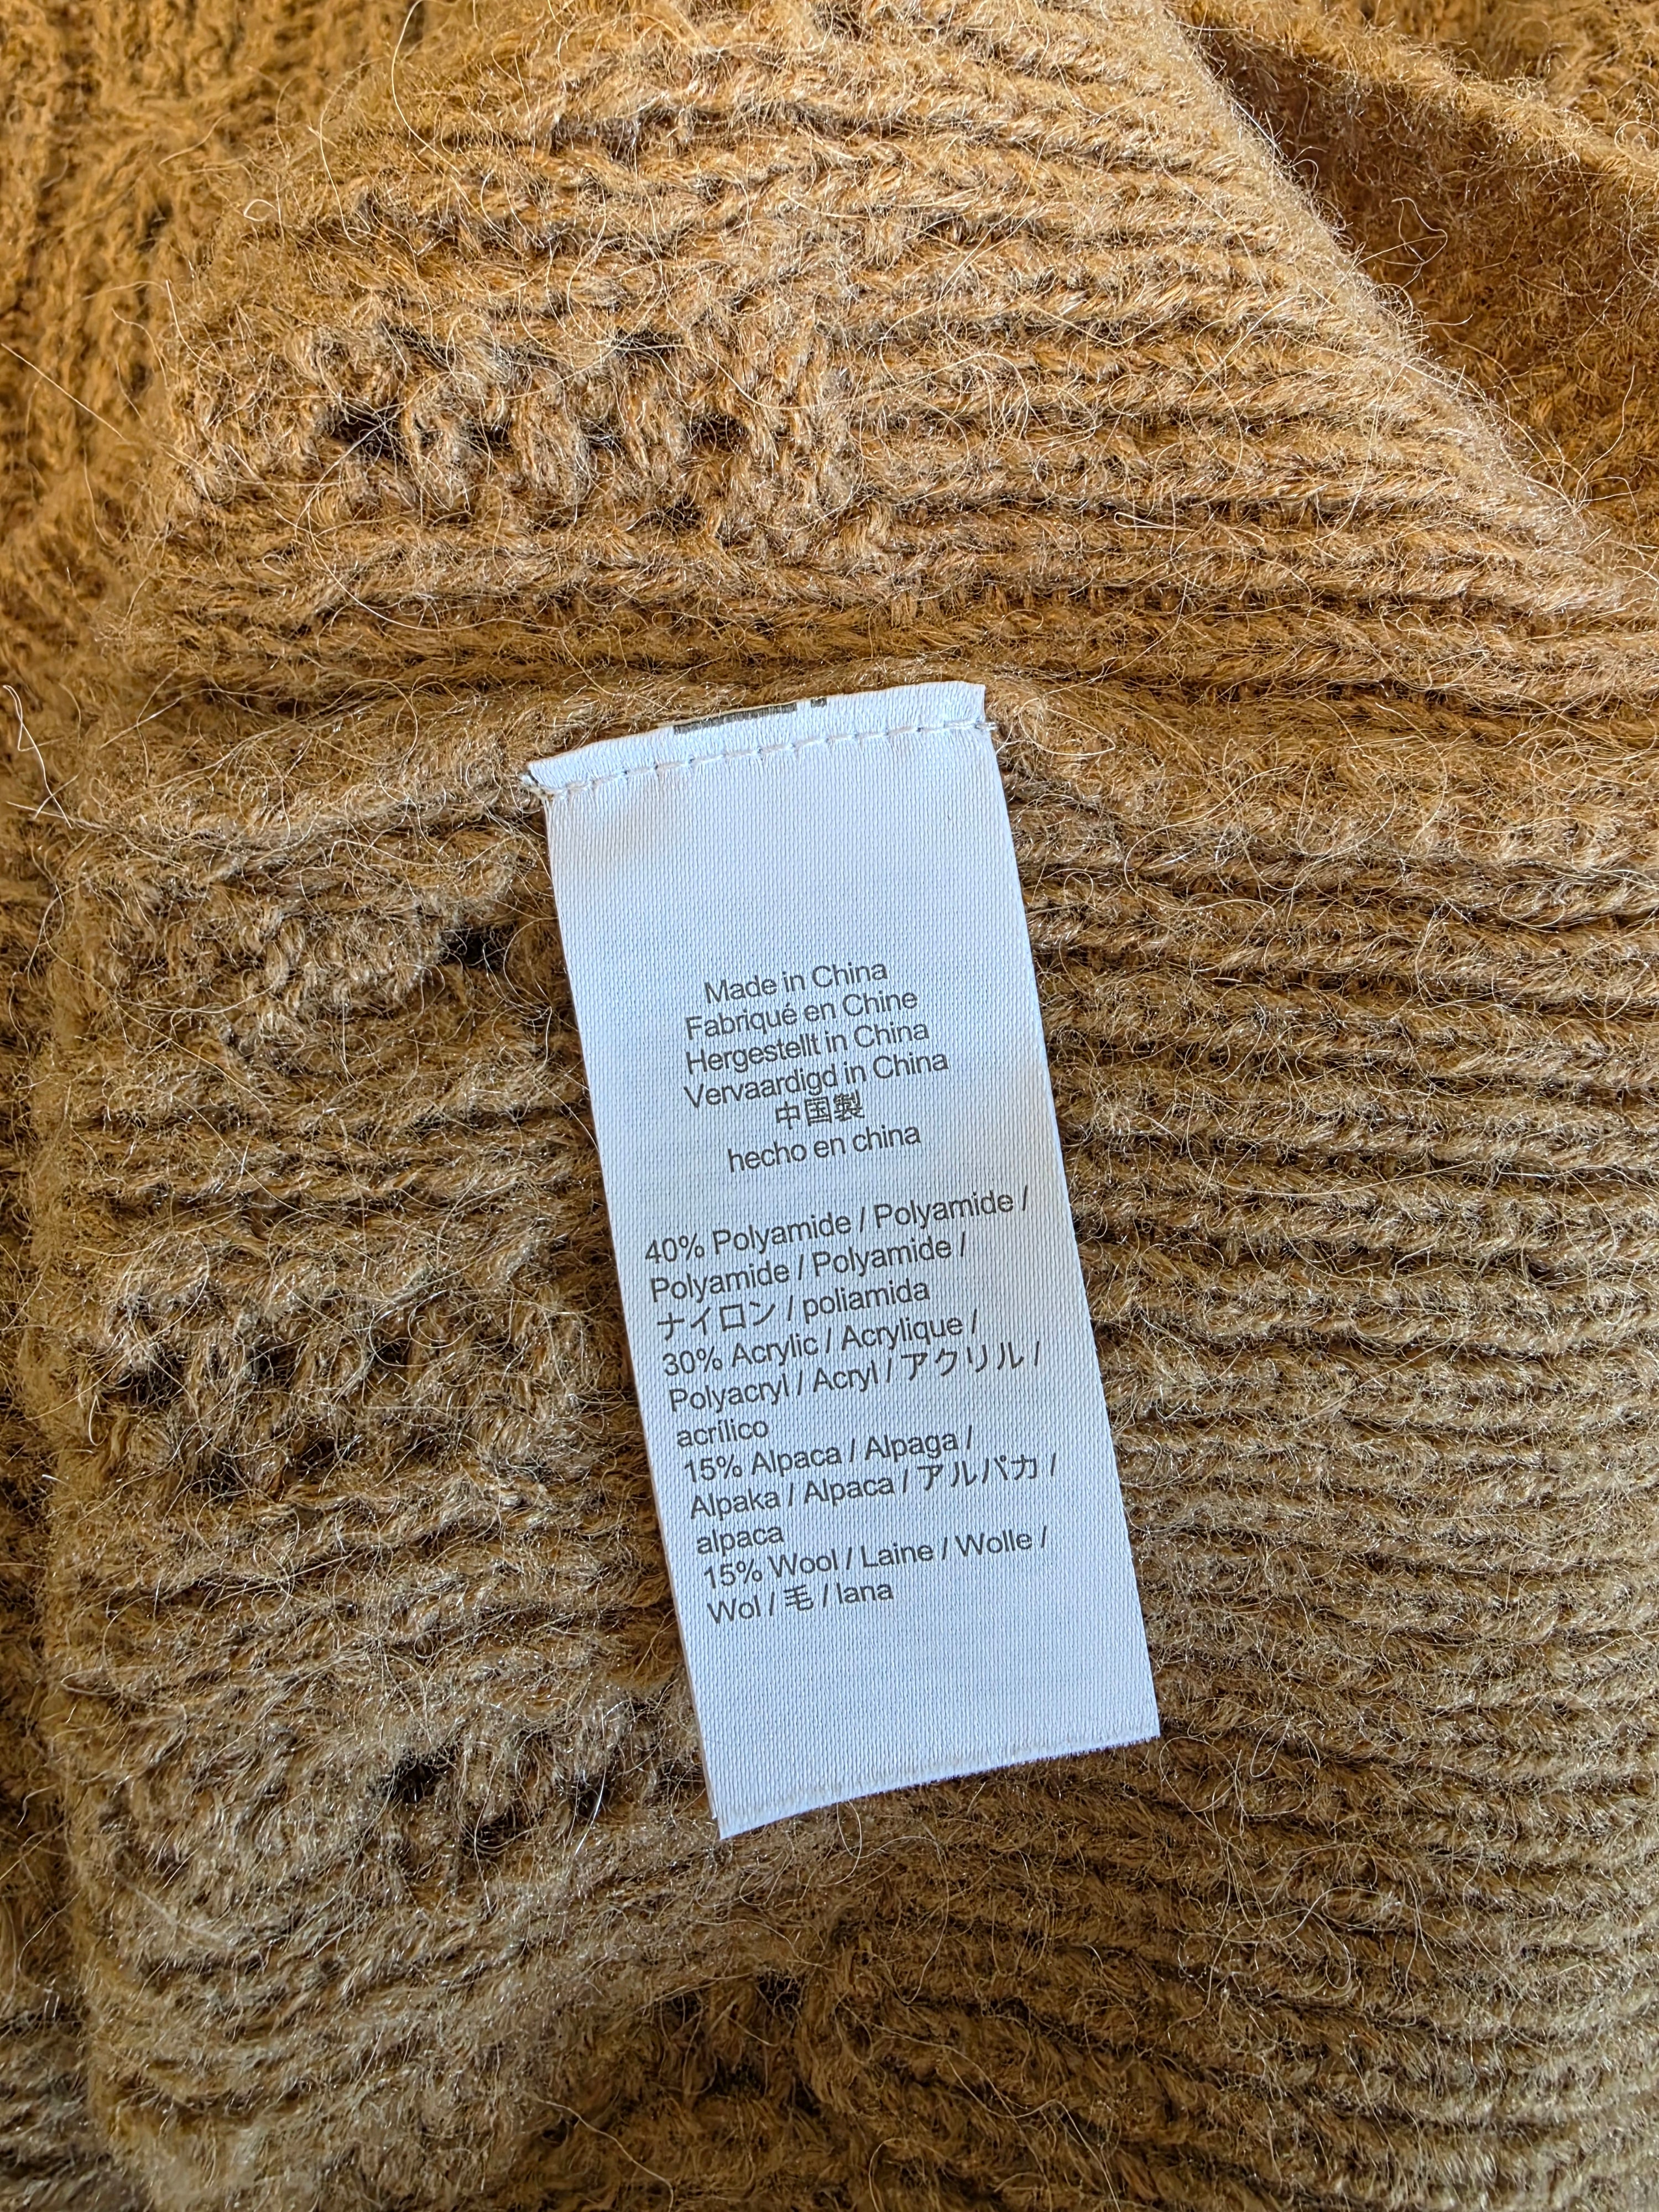 Made in China
Fabriqué en Chine
Hergestellt in China
Vervaardigd in China
中国製
hecho en china
40% Polyamide / Polyamide /
Polyamide / Polyamide /
ナイロン / poliamida
30% Acrylic / Acrylique /
Polyacryl / Acryl / アクリル /
acrílico
15% Alpaca / Alpaga /
Alpaka / Alpaca / アルパカ /
alpaca
15% Wool / Laine / Wolle /
Wol / 毛 / lana